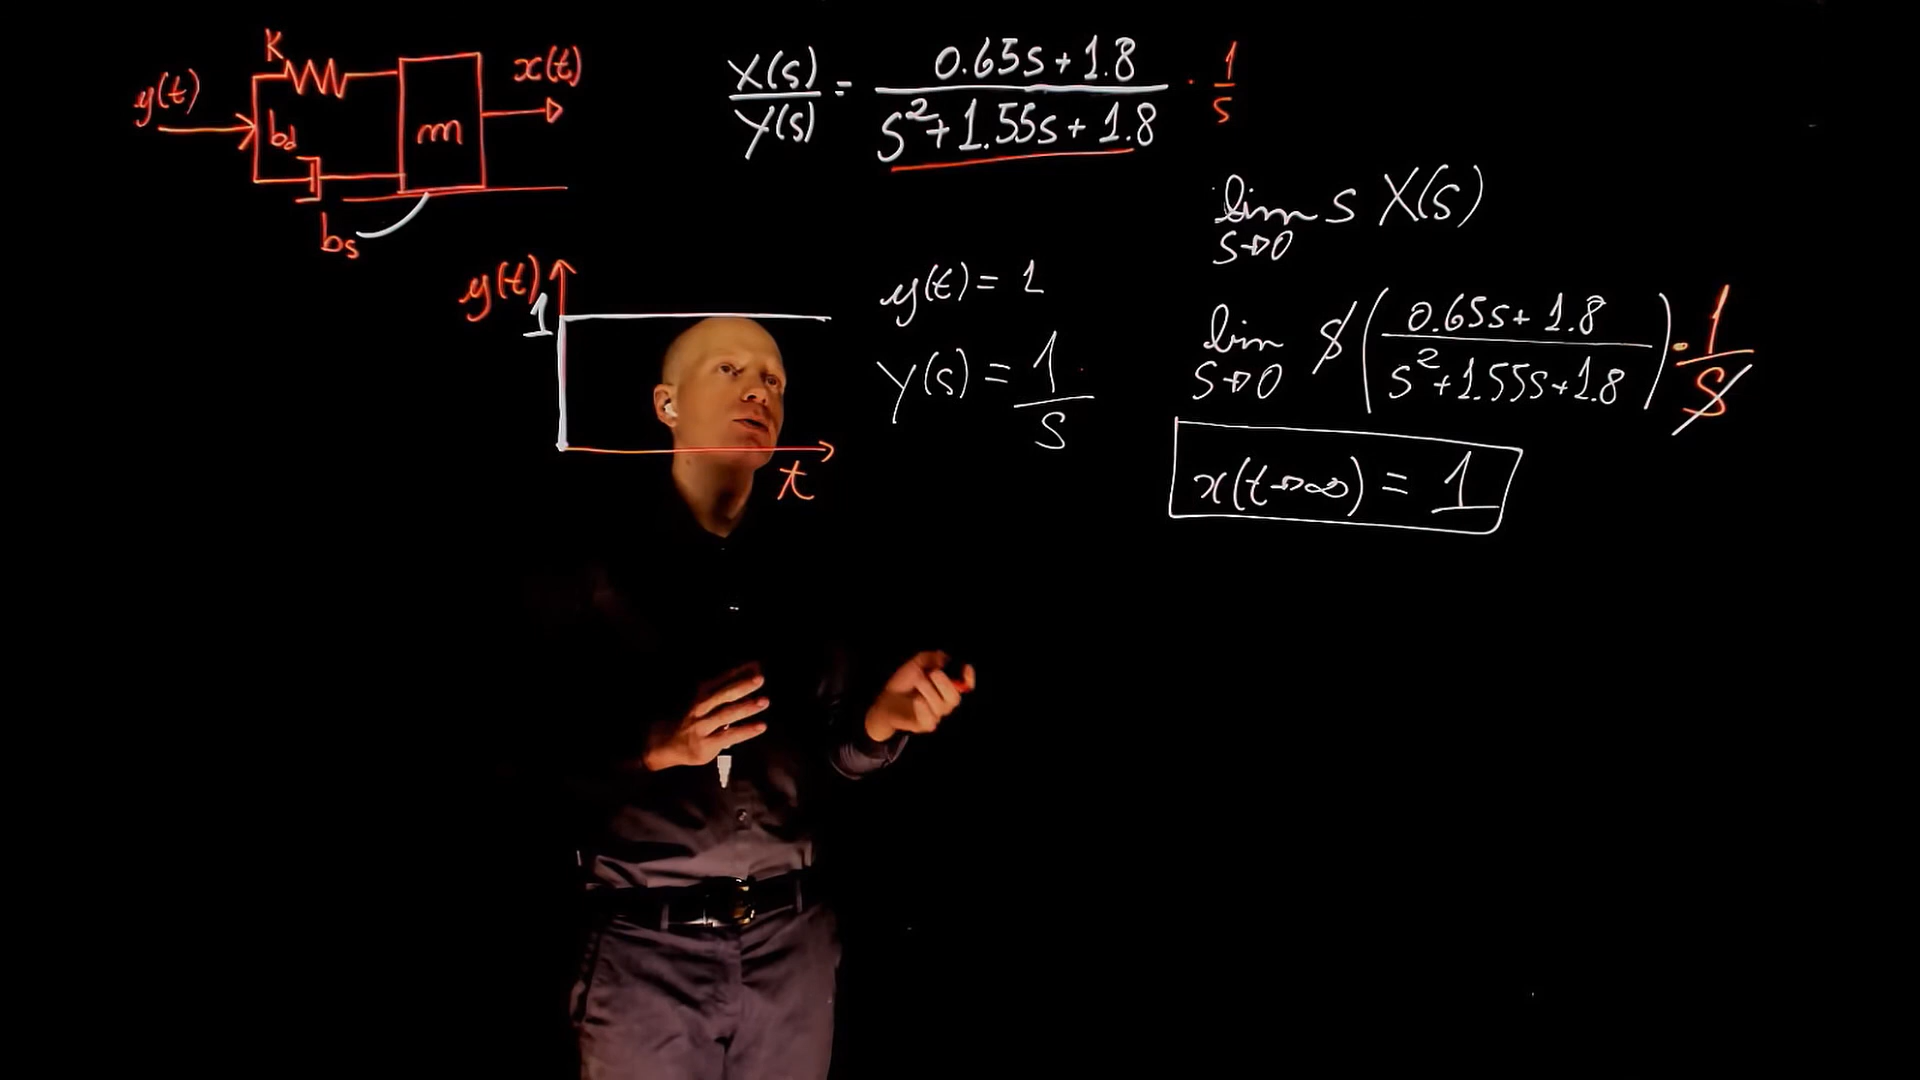 K
y(t)
bd
m
x(t)
bs
X(s)/Y(s) = (0.65s + 1.8)/(s² + 1.55s + 1.8) · 1/s
y(t)
1
t
y(t) = 1
Y(s) = 1/s
lim s→0 s X(s)
lim s→0 s (0.65s + 1.8 / s² + 1.55s + 1.8) · 1/s
x(t→∞) = 1